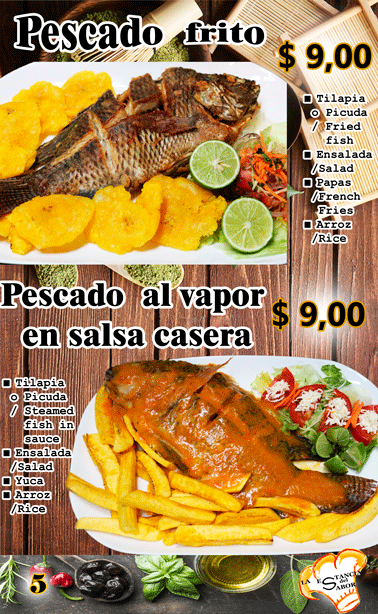 Pescado frito
$ 9,00
Tilapia
o Picuda
/ Fried
fish
Ensalada
/Salad
Papas
/French
Fries
Arroz
/Rice
Pescado al vapor
en salsa casera
$ 9,00
Tilapia
o Picuda
/ Steamed
fish in
sauce
Ensalada
/Salad
Yuca
Arroz
/Rice
5
LA ESTANCIA
del
SABOR